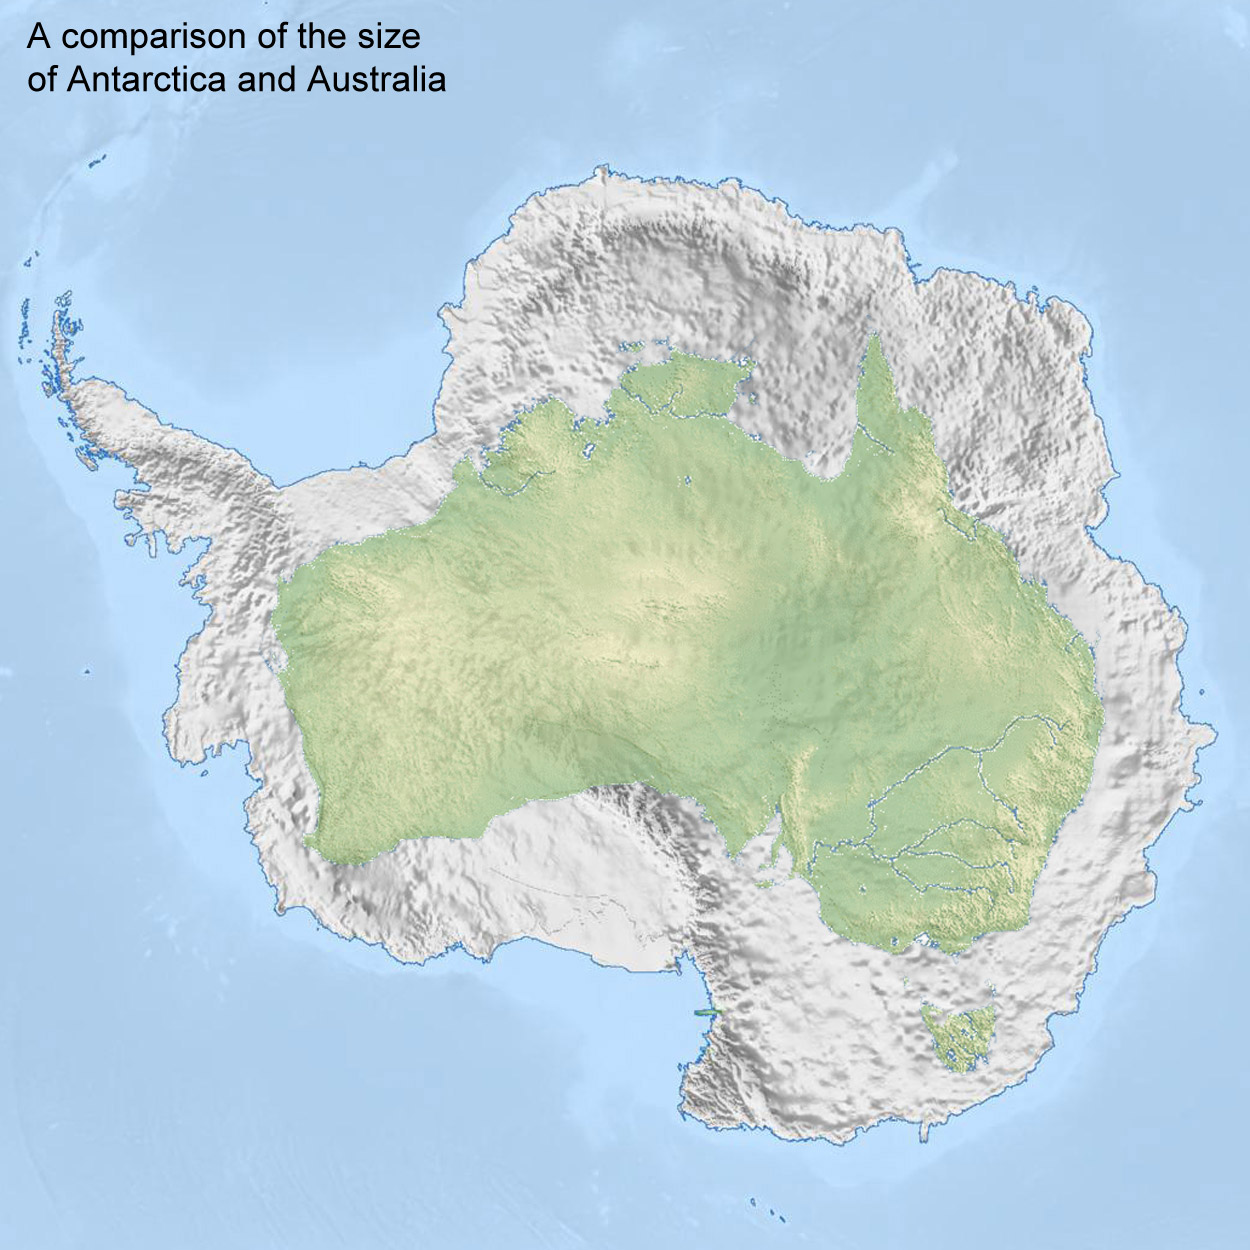 A comparison of the size
of Antarctica and Australia